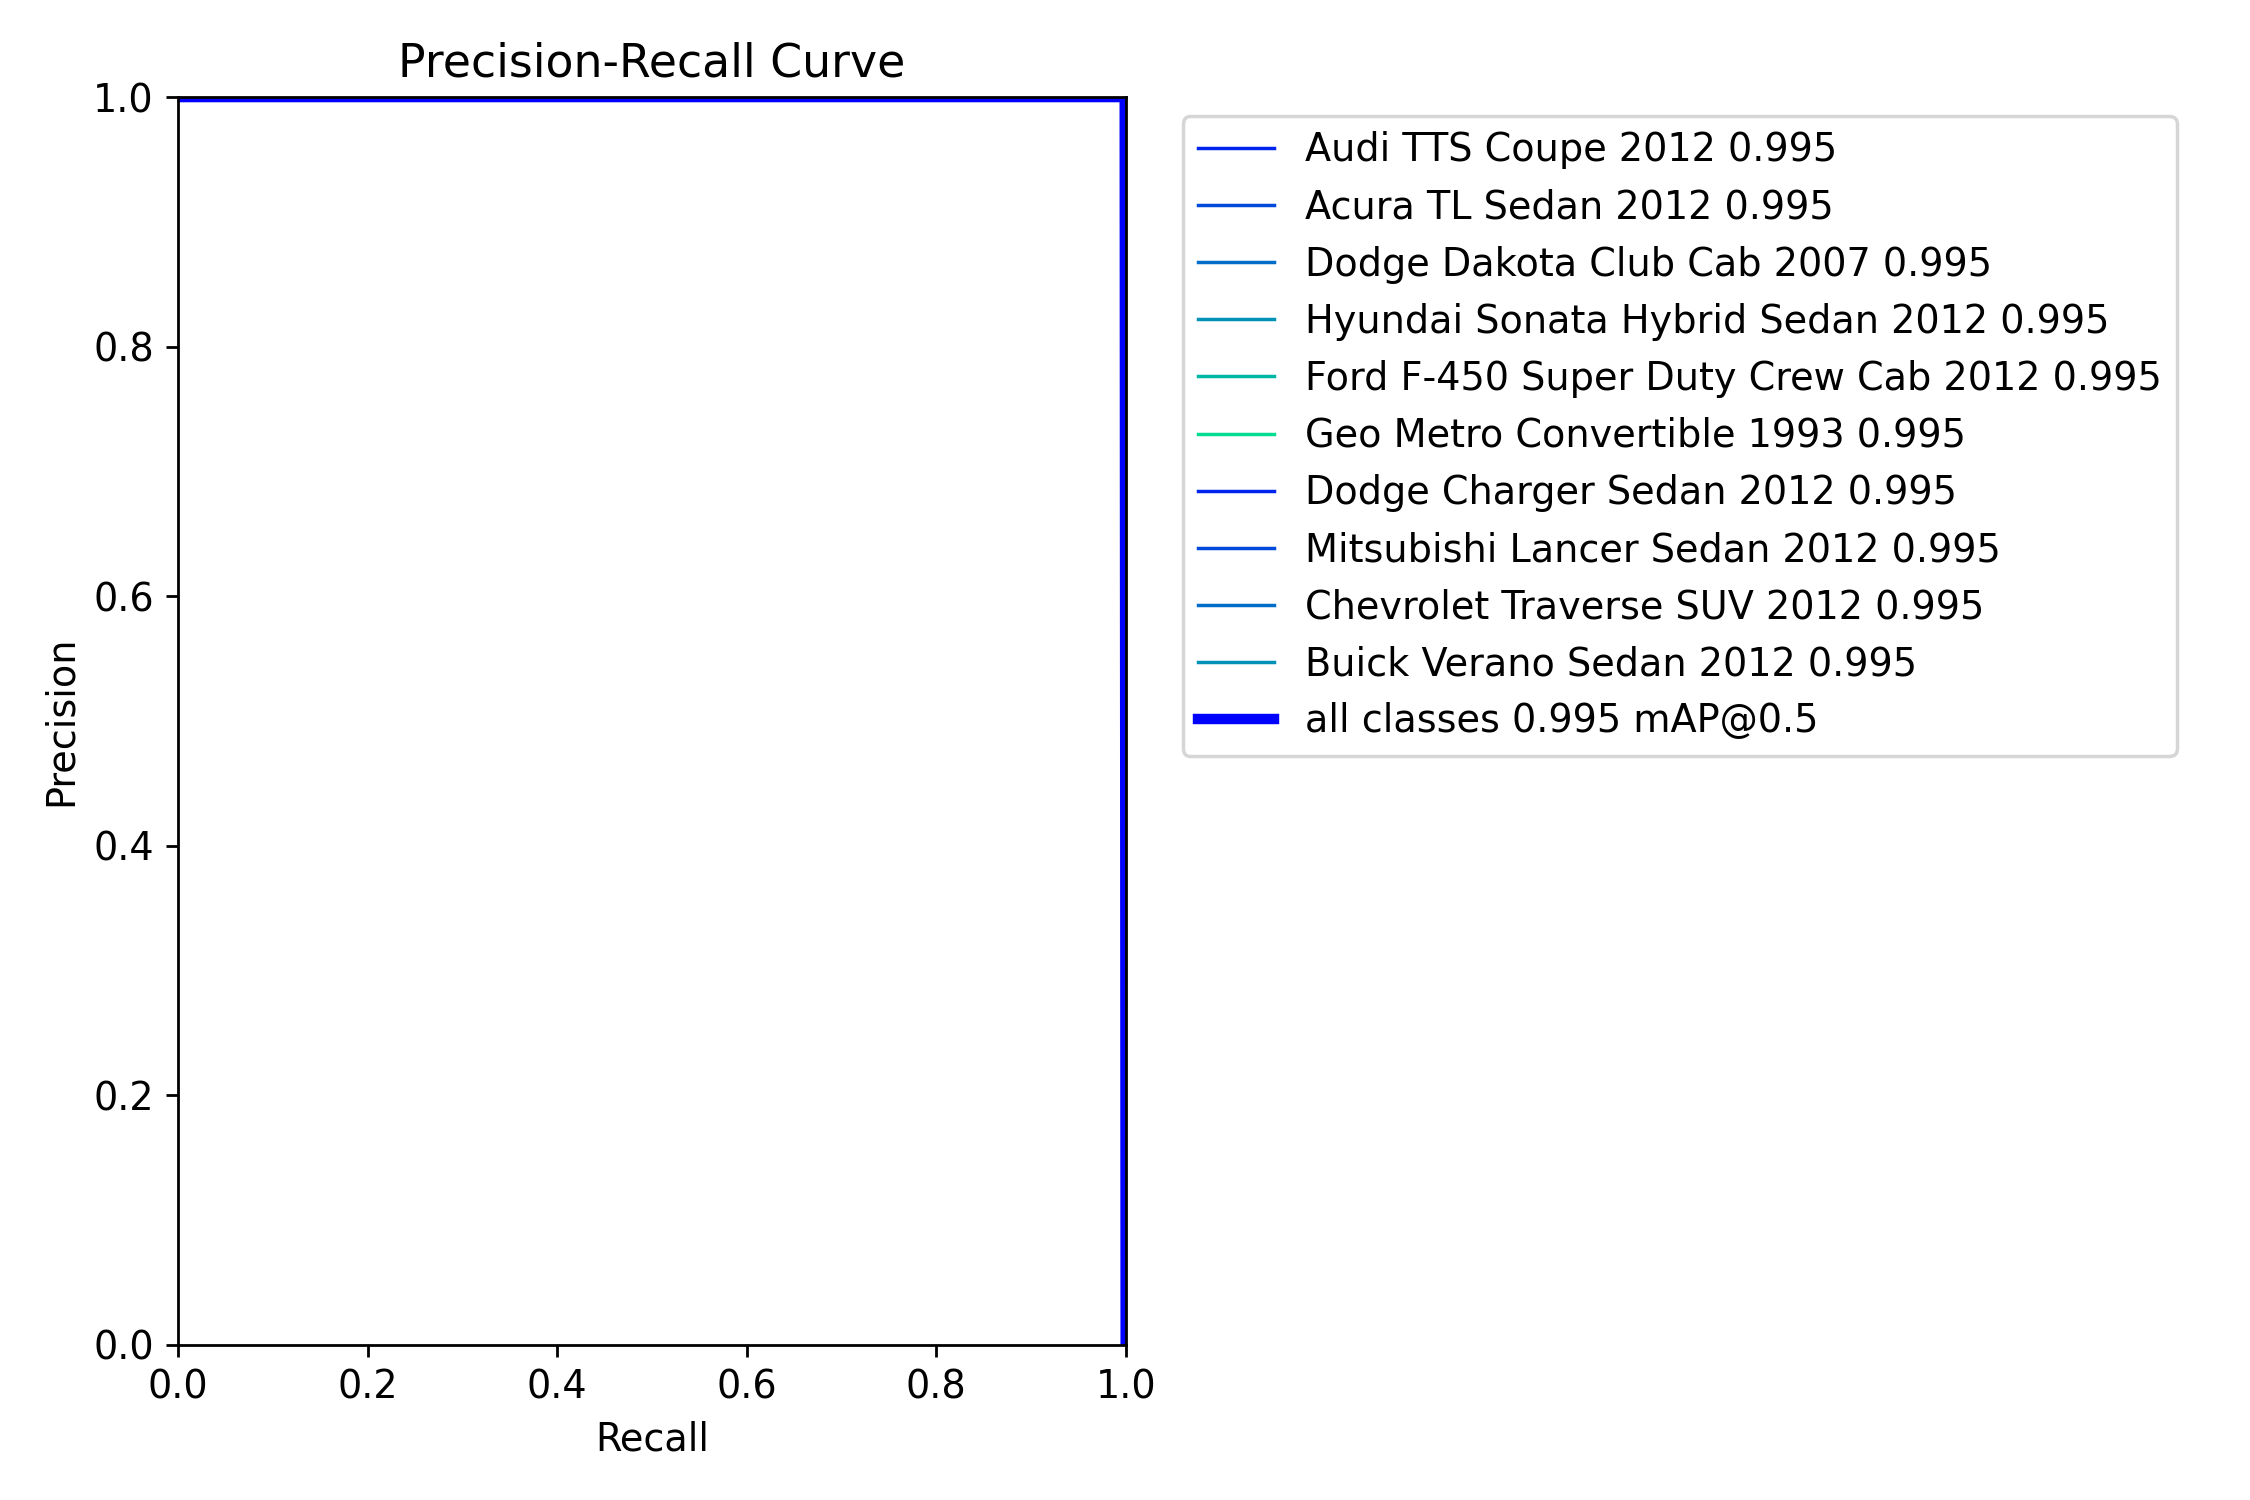 Precision-Recall Curve
1.0
0.8
0.6
0.4
0.2
0.0
Precision
0.0 0.2 0.4 0.6 0.8 1.0
Recall
Audi TTS Coupe 2012 0.995
Acura TL Sedan 2012 0.995
Dodge Dakota Club Cab 2007 0.995
Hyundai Sonata Hybrid Sedan 2012 0.995
Ford F-450 Super Duty Crew Cab 2012 0.995
Geo Metro Convertible 1993 0.995
Dodge Charger Sedan 2012 0.995
Mitsubishi Lancer Sedan 2012 0.995
Chevrolet Traverse SUV 2012 0.995
Buick Verano Sedan 2012 0.995
all classes 0.995 mAP@0.5